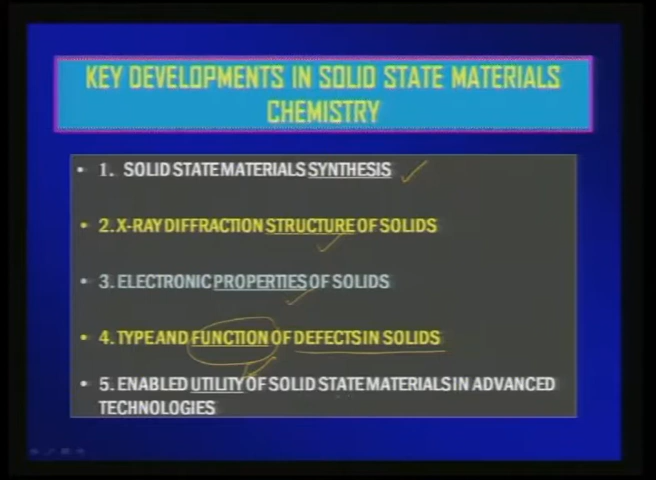 KEY DEVELOPMENTS IN SOLID STATE MATERIALS
CHEMISTRY
• 1. SOLID STATE MATERIALS SYNTHESIS
• 2. X-RAY DIFFRACTION STRUCTURE OF SOLIDS
• 3. ELECTRONIC PROPERTIES OF SOLIDS
• 4. TYPE AND FUNCTION OF DEFECTS IN SOLIDS
• 5. ENABLED UTILITY OF SOLID STATE MATERIALS IN ADVANCED
TECHNOLOGIES